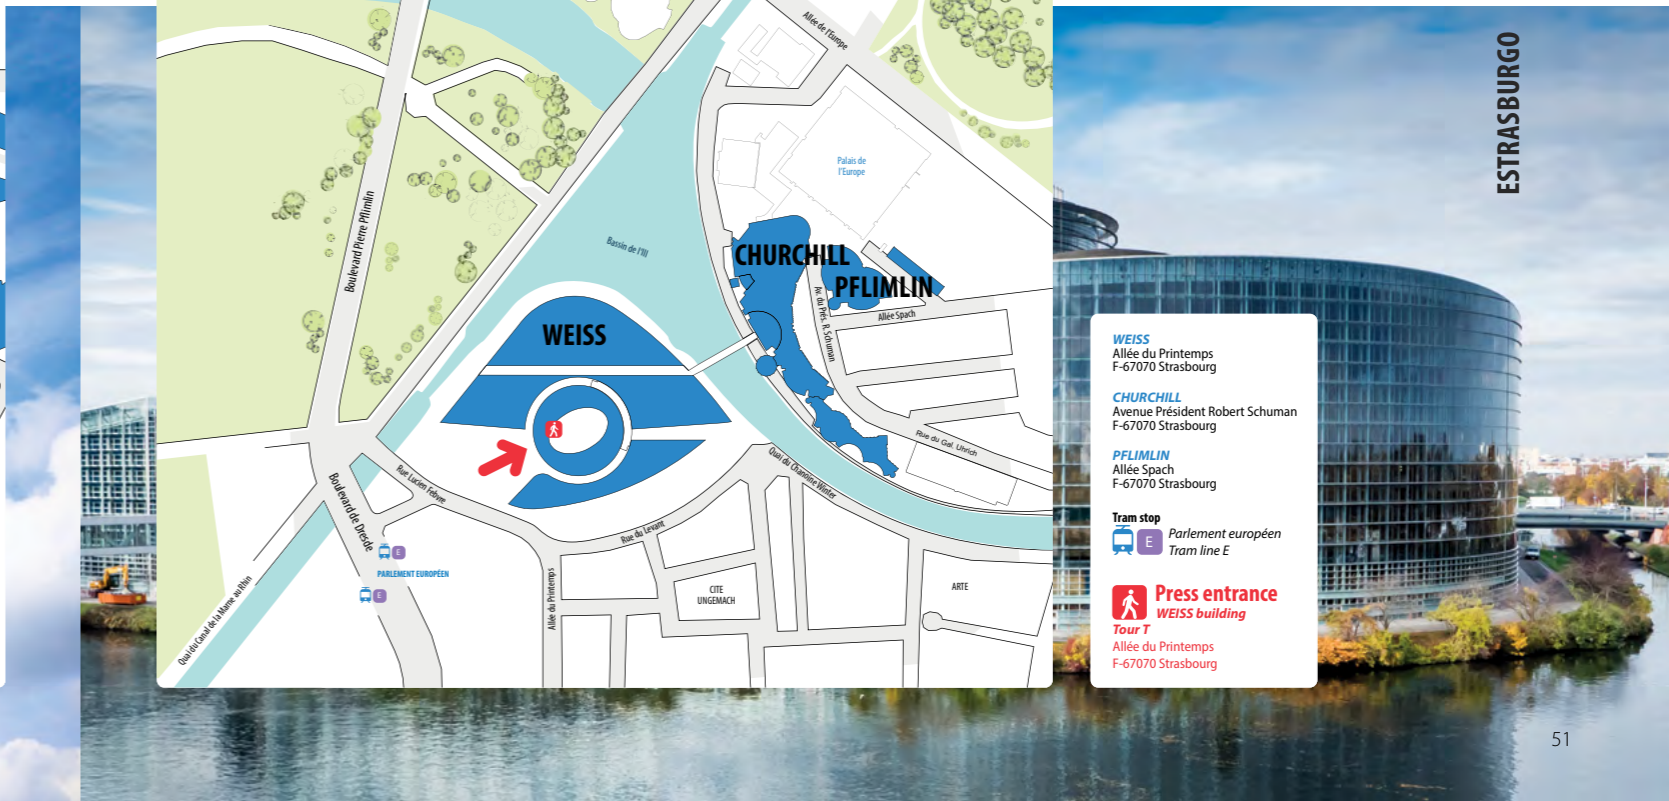 Allée de l'Europe
Palais de
l'Europe
Boulevard Pierre Pflimlin
Bassin de l'Ill
CHURCHILL
PFLIMLIN
Av. du Prés. R.Schuman
Allée Spach
WEISS
Rue du Gal. Uhrich
Quai du Chanoine Winter
Rue Lucien Febvre
Boulevard de Dresde
Rue du Levant
E
PARLEMENT EUROPÉEN
E
Allée du Printemps
CITE
UNGEMACH
ARTE
Quai du Canal de la Marne au Rhin
WEISS
Allée du Printemps
F-67070 Strasbourg
CHURCHILL
Avenue Président Robert Schuman
F-67070 Strasbourg
PFLIMLIN
Allée Spach
F-67070 Strasbourg
Tram stop
E
Parlement européen
Tram line E
Press entrance
WEISS building
Tour T
Allée du Printemps
F-67070 Strasbourg
ESTRASBURGO
51